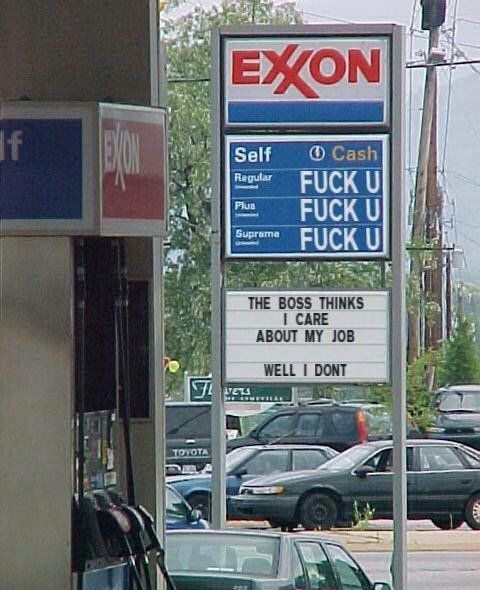 EXXON
Self Cash
Regular FUCK U
Plus FUCK U
Supreme FUCK U
THE BOSS THINKS
I CARE
ABOUT MY JOB
WELL I DONT
lf
EXXON
TOYOTA